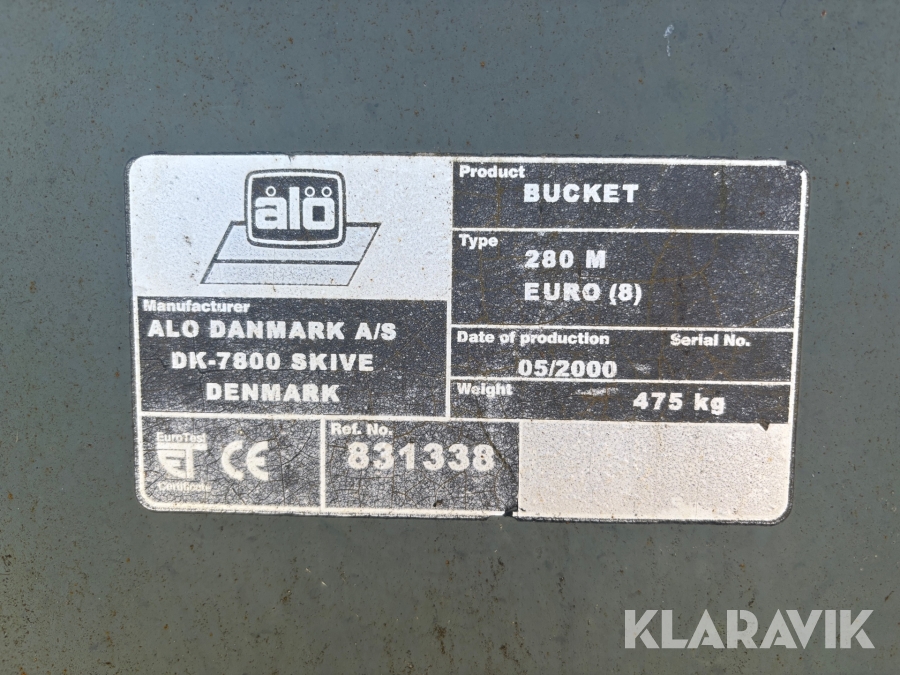 alö
Manufacturer
ALO DANMARK A/S
DK-7800 SKIVE
DENMARK
Product
BUCKET
Type
280 M
EURO (8)
Date of production Serial No.
05/2000
Weight
475 kg
EuroTest
ET CE
Certificate
Ref. No.
831338
KLARAVIK